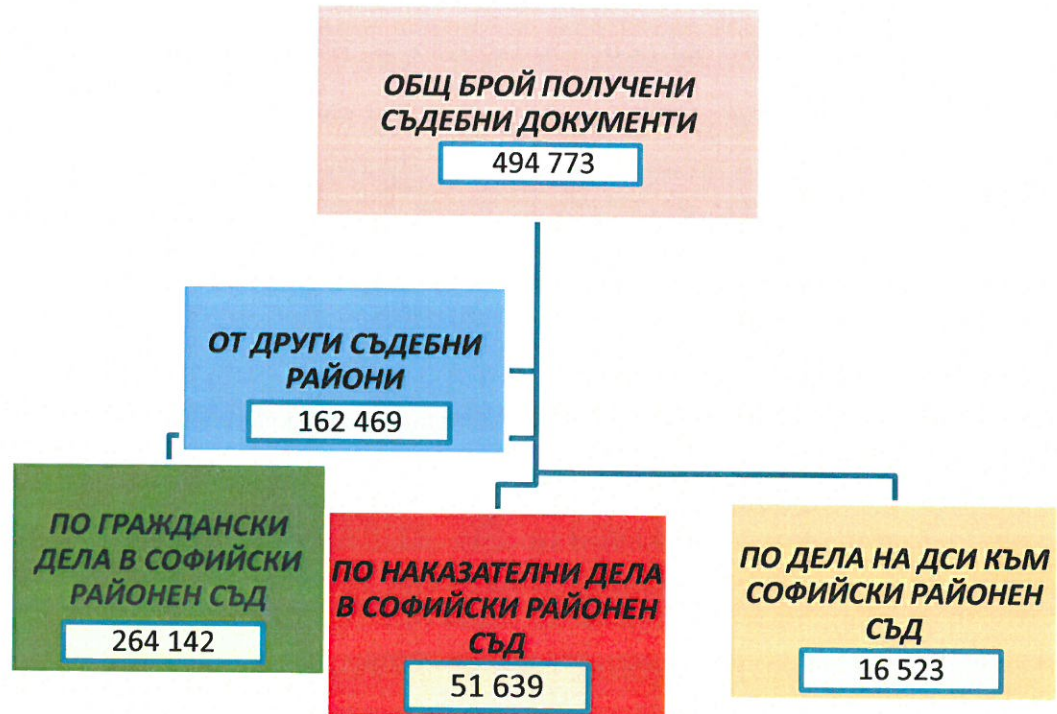 ОБЩ БРОЙ ПОЛУЧЕНИ
СЪДЕБНИ ДОКУМЕНТИ
494 773
ОТ ДРУГИ СЪДЕБНИ
РАЙОНИ
162 469
ПО ГРАЖДАНСКИ
ДЕЛА В СОФИЙСКИ
РАЙОНЕН СЪД
264 142
ПО НАКАЗАТЕЛНИ ДЕЛА
В СОФИЙСКИ РАЙОНЕН
СЪД
51 639
ПО ДЕЛА НА ДСИ КЪМ
СОФИЙСКИ РАЙОНЕН
СЪД
16 523